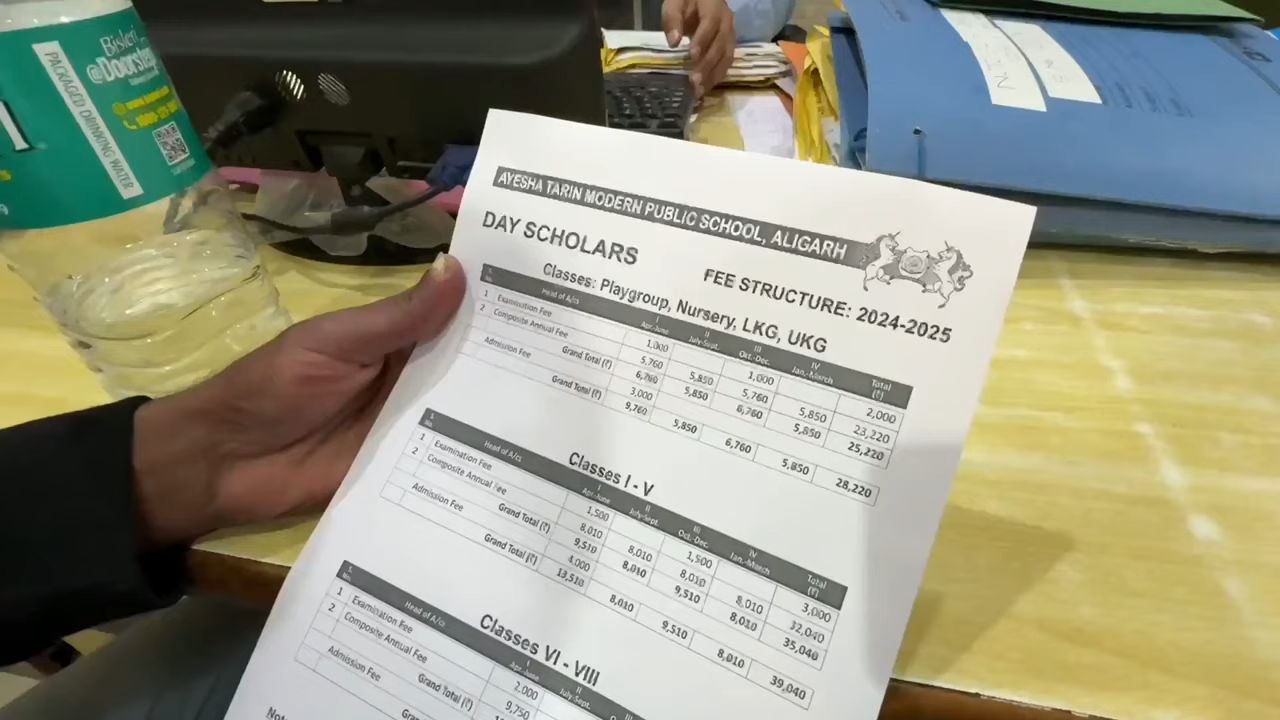 Bisleri
@Doorstep
PACKAGED DRINKING WATER
AYESHA TARIN MODERN PUBLIC SCHOOL, ALIGARH
DAY SCHOLARS
FEE STRUCTURE: 2024-2025
Classes: Playgroup, Nursery, LKG, UKG
S. No. Head of A/cs I Apr.-June II July-Sept. III Oct.-Dec. IV Jan.-March Total (₹)
1 Examination Fee 1,000 1,000 2,000
2 Composite Annual Fee 5,760 5,850 5,760 5,850 23,220
Grand Total (₹) 6,760 5,850 6,760 5,850 25,220
Admission Fee 3,000
Grand Total (₹) 9,760 5,850 6,760 5,850 28,220
Classes I - V
S. No. Head of A/cs I Apr.-June II July-Sept. III Oct.-Dec. IV Jan.-March Total (₹)
1 Examination Fee 1,500 1,500 3,000
2 Composite Annual Fee 8,010 8,010 8,010 8,010 32,040
Grand Total (₹) 9,510 8,010 9,510 8,010 35,040
Admission Fee 4,000
Grand Total (₹) 13,510 8,010 9,510 8,010 39,040
Classes VI - VIII
S. No. Head of A/cs I Apr.-June II July-Sept.
1 Examination Fee 2,000
2 Composite Annual Fee 9,750
Grand Total (₹)
Admission Fee